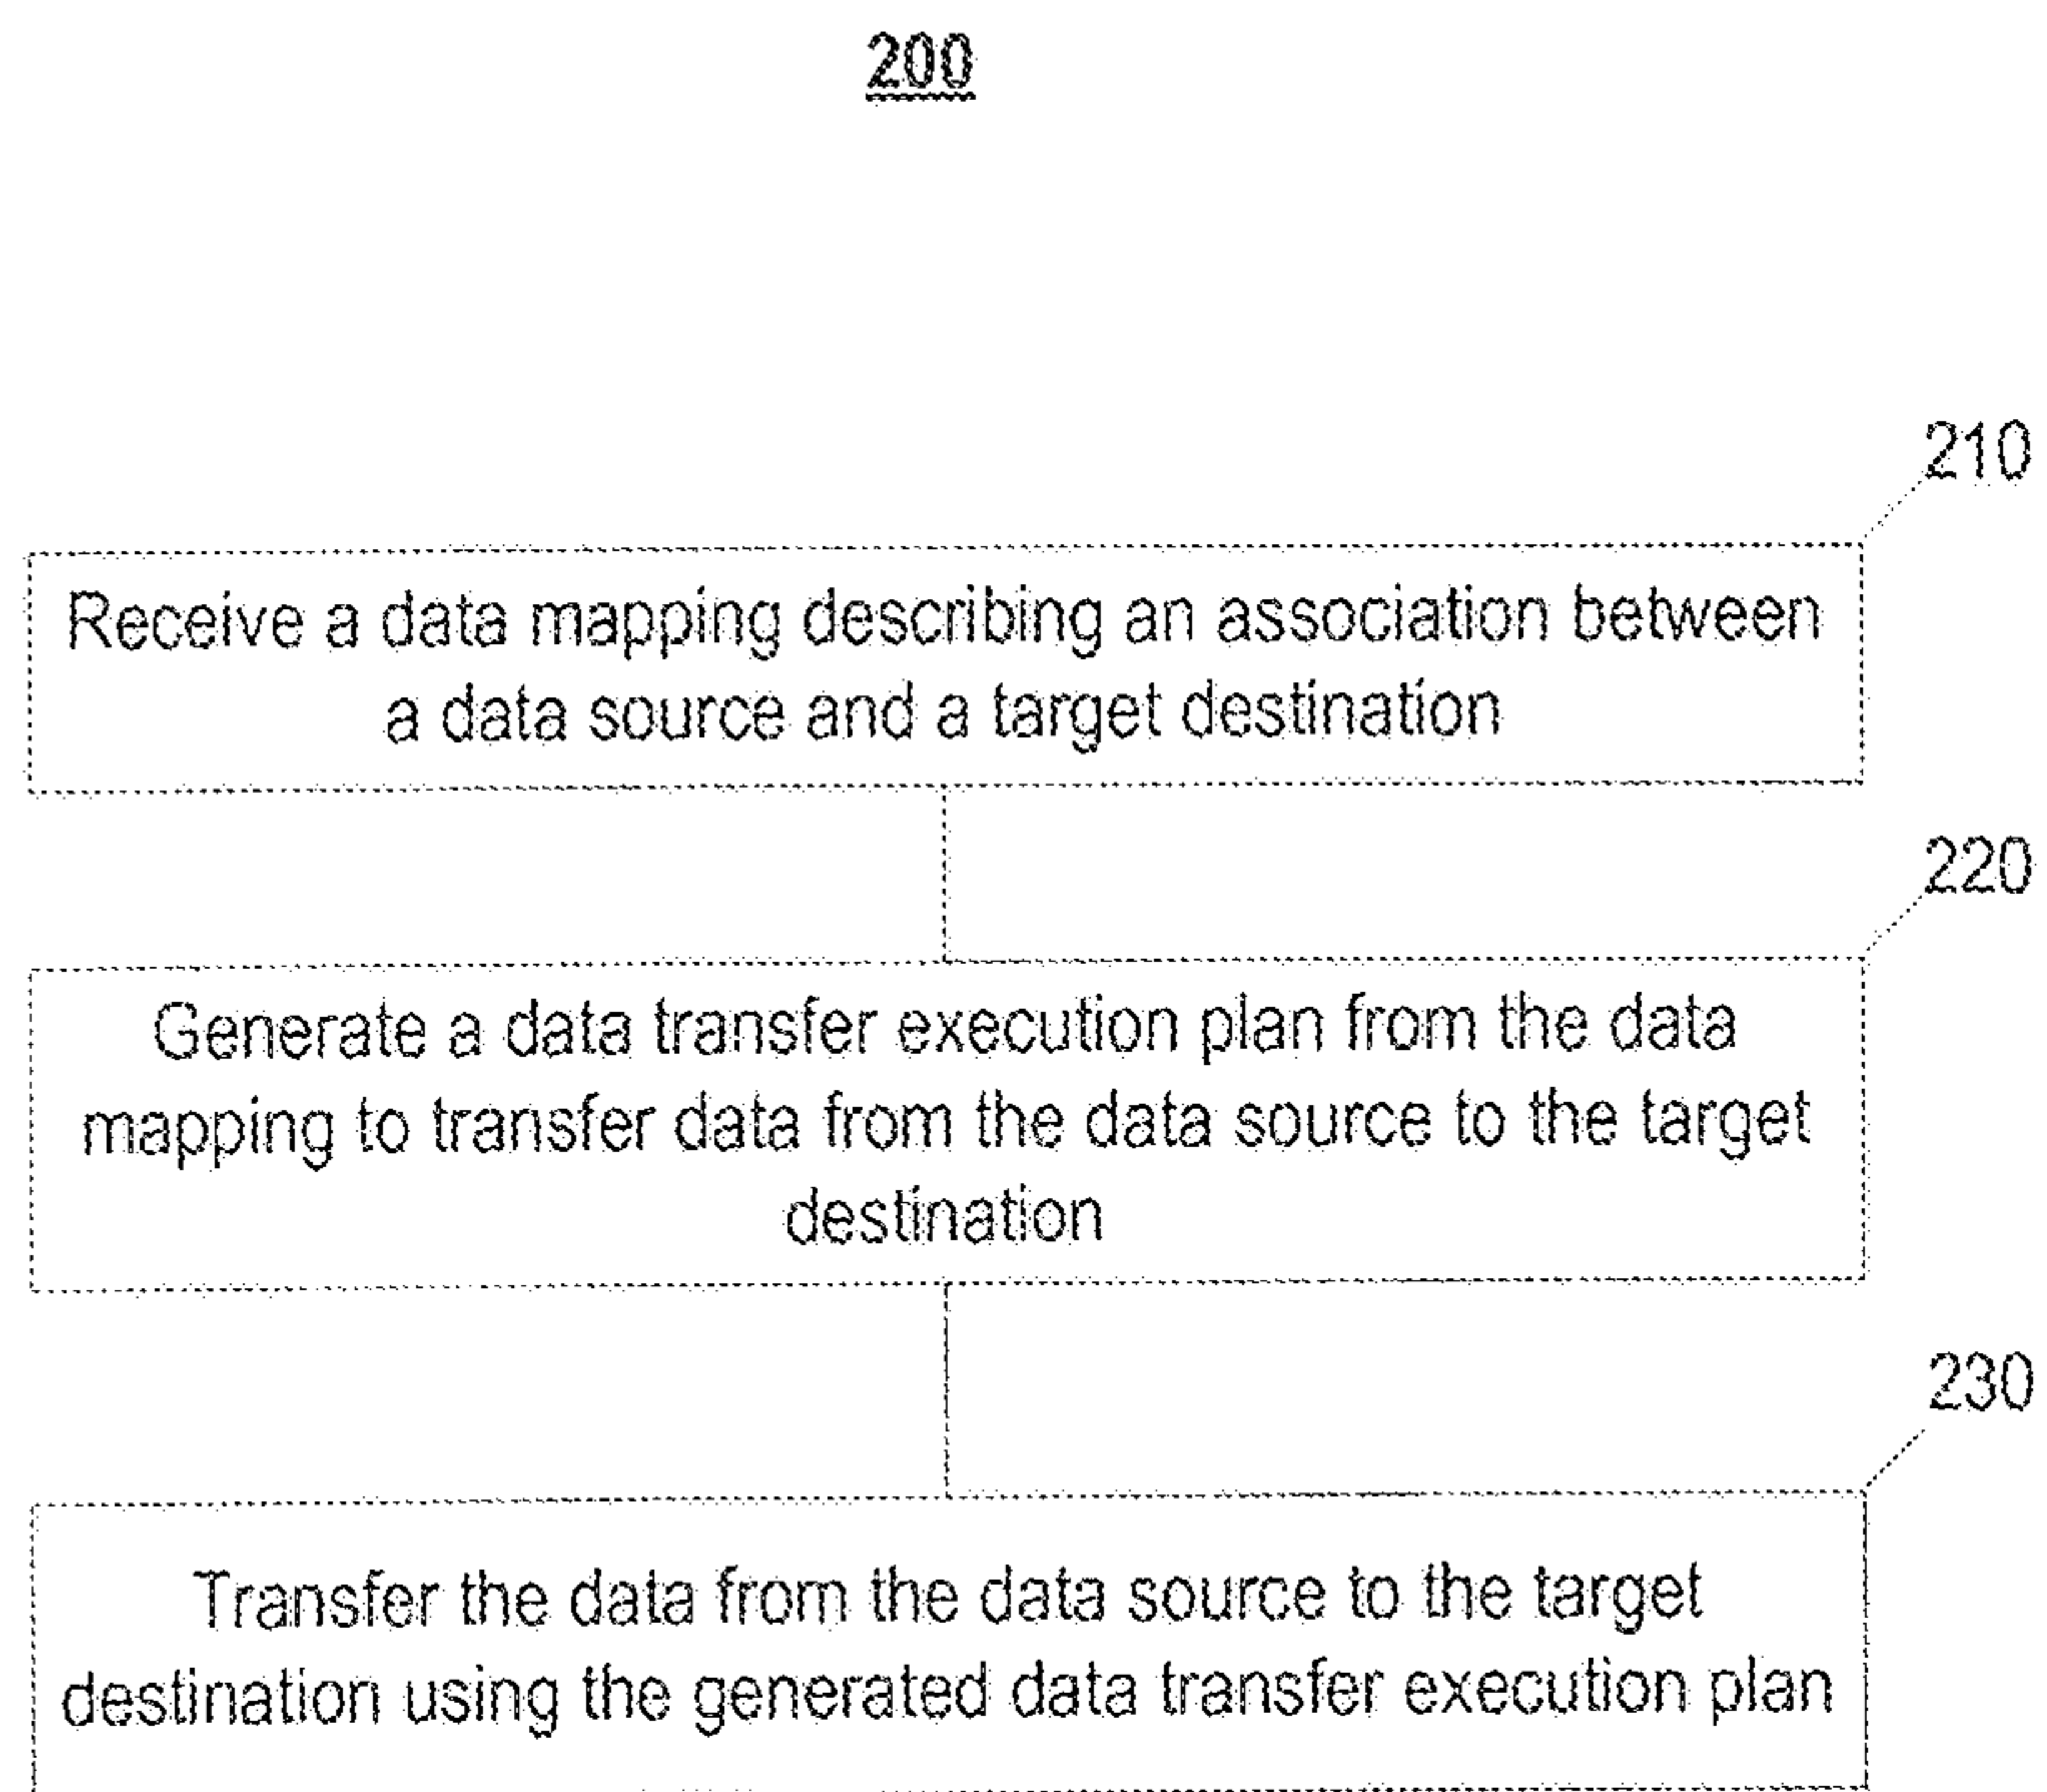 200
210
Receive a data mapping describing an association between
a data source and a target destination
220
Generate a data transfer execution plan from the data
mapping to transfer data from the data source to the target
destination
230
Transfer the data from the data source to the target
destination using the generated data transfer execution plan